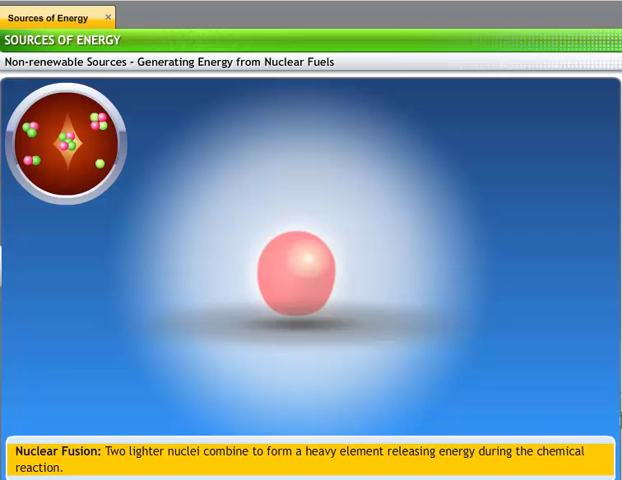 Sources of Energy ×
SOURCES OF ENERGY
Non-renewable Sources - Generating Energy from Nuclear Fuels
Nuclear Fusion: Two lighter nuclei combine to form a heavy element releasing energy during the chemical
reaction.